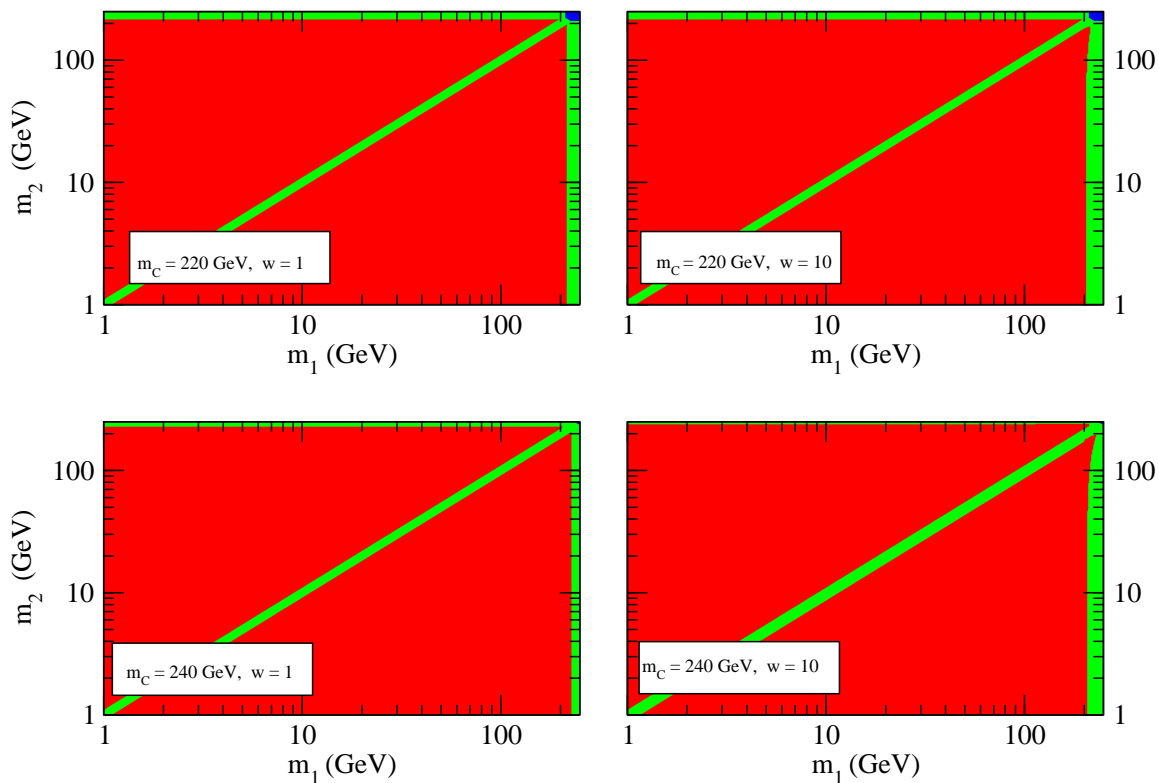 100
100
10
10
m_2 (GeV)
m_C = 220 GeV, w = 1
m_C = 220 GeV, w = 10
1
1
1
10
100
1
10
100
m_1 (GeV)
m_1 (GeV)
100
100
10
10
m_2 (GeV)
m_C = 240 GeV, w = 1
m_C = 240 GeV, w = 10
1
1
1
10
100
1
10
100
m_1 (GeV)
m_1 (GeV)